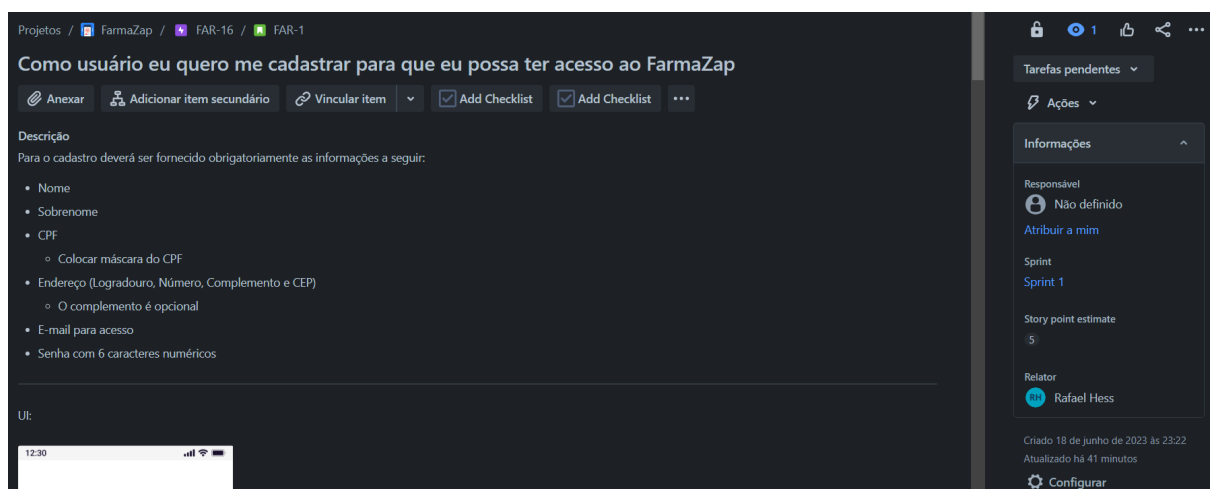 Projetos / FarmaZap / FAR-16 / FAR-1
Como usuário eu quero me cadastrar para que eu possa ter acesso ao FarmaZap
Anexar Adicionar item secundário Vincular item Add Checklist Add Checklist
Descrição
Para o cadastro deverá ser fornecido obrigatoriamente as informações a seguir:
• Nome
• Sobrenome
• CPF
◦ Colocar máscara do CPF
• Endereço (Logradouro, Número, Complemento e CEP)
◦ O complemento é opcional
• E-mail para acesso
• Senha com 6 caracteres numéricos
UI:
12:30
1
Tarefas pendentes
Ações
Informações
Responsável
Não definido
Atribuir a mim
Sprint
Sprint 1
Story point estimate
5
Relator
RH Rafael Hess
Criado 18 de junho de 2023 às 23:22
Atualizado há 41 minutos
Configurar